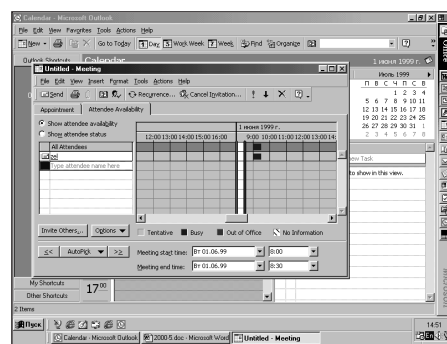 Calendar - Microsoft Outlook
File Edit View Favorites Tools Actions Help
New Go to Today Day Work Week Week Find Organize
Outlook Shortcuts Calendar 1 июня 1999 г.
Untitled - Meeting
File Edit View Insert Format Tools Actions Help
Send Recurrence... Cancel Invitation...
Appointment Attendee Availability
Show attendee availability
Show attendee status
1 июня 1999 г.
12:00 13:00 14:00 15:00 16:00 9:00 10:00 11:00 12:00 13:00 14:
All Attendees
zel
Type attendee name here
Invite Others... Options
Tentative Busy Out of Office No Information
<< AutoPick >>
Meeting start time: Вт 01.06.99 8:00
Meeting end time: Вт 01.06.99 8:30
Июль 1999
П В С Ч П С В
1 2 3 4
5 6 7 8 9 10 11
12 13 14 15 16 17 18
19 20 21 22 23 24 25
26 27 28 29 30 31 1
2 3 4 5 6 7 8
ew Task
to show in this view.
My Shortcuts
Other Shortcuts
17 00
2 Items
Пуск
Calendar - Microsoft Outlook 2000-5.doc - Microsoft Word Untitled - Meeting
14:51
En
Office